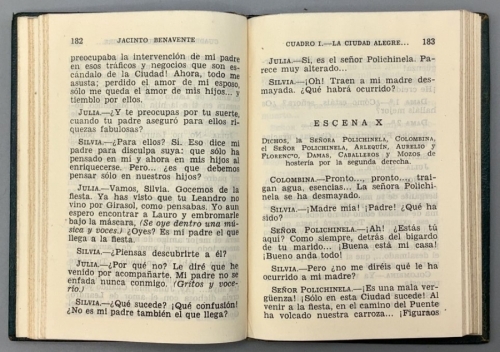 182 JACINTO BENAVENTE
preocupaba la intervención de mi padre
en esos tráficos y negocios que son es-
cándalo de la Ciudad! Ahora, todo me
asusta; perdido el amor de mi esposo,
sólo me queda el amor de mis hijos... y
tiemblo por ellos.
JULIA.—¿Y te preocupas por tu suerte,
cuando tu padre aseguró para ellos ri-
quezas fabulosas?
SILVIA.—¿Para ellos? Sí. Eso dice mi
padre para disculpa suya: que sólo ha
pensado en mí y ahora en mis hijos al
enriquecerse. Pero... ¿es que debemos
pensar sólo en nuestros hijos?
JULIA.—Vamos, Silvia. Gocemos de la
fiesta. Ya has visto que tu Leandro no
vino por Girasol, como pensabas. Yo aun
espero encontrar a Lauro y embromarle
bajo la máscara, (Se oye dentro una mú-
sica y voces.) ¿Oyes? Es mi padre el que
llega a la fiesta.
SILVIA.—¿Piensas descubrirte a él?
JULIA.—¿Por qué no? Le diré que he
venido por acompañarte. Mi padre no se
enfada nunca conmigo. (Gritos y voce-
río.)
SILVIA.—¿Qué sucede? ¡Qué confusión!
¿No es mi padre también el que llega?
CUADRO I.—LA CIUDAD ALEGRE... 183
JULIA.—Sí, es el señor Polichinela. Pa-
rece muy alterado...
SILVIA.—¡Oh! Traen a mi madre des-
mayada. ¿Qué habrá ocurrido?
ESCENA X
DICHOS, la SEÑORA POLICHINELA, COLOMBINA,
el SEÑOR POLICHINELA, ARLEQUÍN, AURELIO y
FLORENCIO, DAMAS, CABALLEROS y MOZOS de
hostería por la segunda derecha.
COLOMBINA.—Pronto..., pronto..., trai-
gan agua, esencias... La señora Polichi-
nela se ha desmayado.
SILVIA.—¡Madre mía! ¡Padre! ¿Qué ha
sido?
SEÑOR POLICHINELA.—¡Ah! ¿Estás tú
aquí? Como siempre, detrás del bigardo
de tu marido... ¡Buena está mi casa!
¡Bueno anda todo!
SILVIA.—Pero ¿no me diréis qué le ha
ocurrido a mi madre?
SEÑOR POLICHINELA.—¡Es una mala ver-
güenza! ¡Sólo en esta Ciudad sucede! Al
venir a la fiesta, en el camino del Puente
ha volcado nuestra carroza... ¡Figuraos